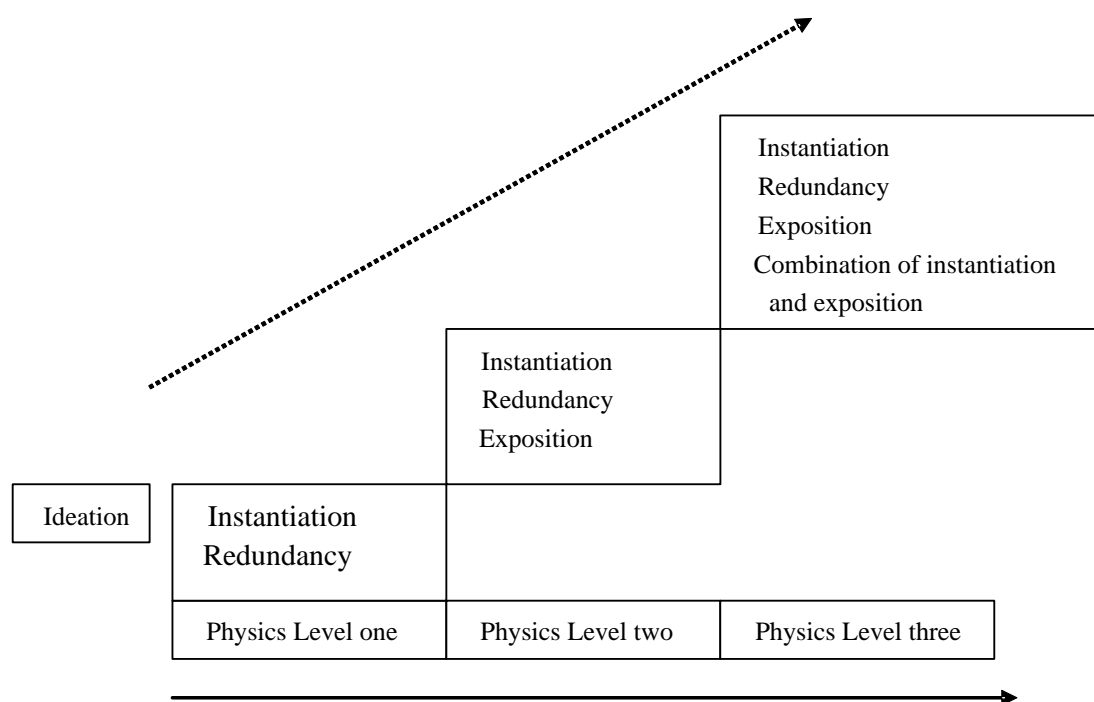 Instantiation
Redundancy
Exposition
Combination of instantiation
and exposition
Instantiation
Redundancy
Exposition
Ideation
Instantiation
Redundancy
Physics Level one
Physics Level two
Physics Level three